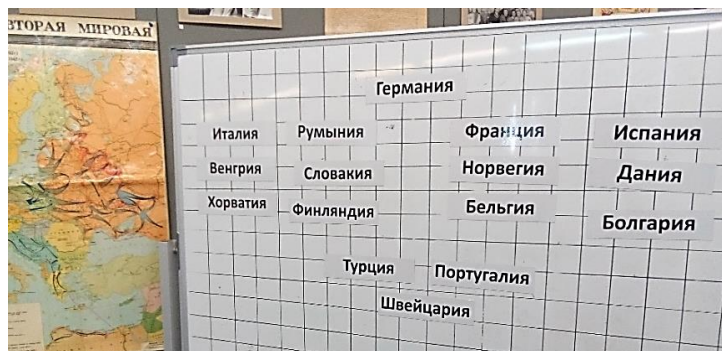 ВТОРАЯ МИРОВАЯ
Германия
Италия Румыния Франция Испания
Венгрия Словакия Норвегия Дания
Хорватия Финляндия Бельгия Болгария
Турция Португалия
Швейцария